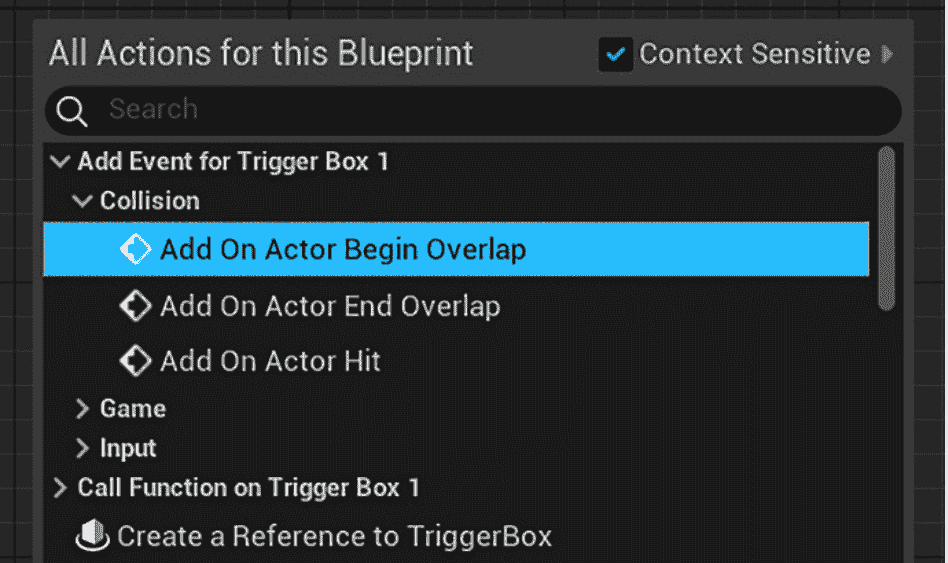 All Actions for this Blueprint
Context Sensitive
Search
Add Event for Trigger Box 1
Collision
Add On Actor Begin Overlap
Add On Actor End Overlap
Add On Actor Hit
Game
Input
Call Function on Trigger Box 1
Create a Reference to TriggerBox